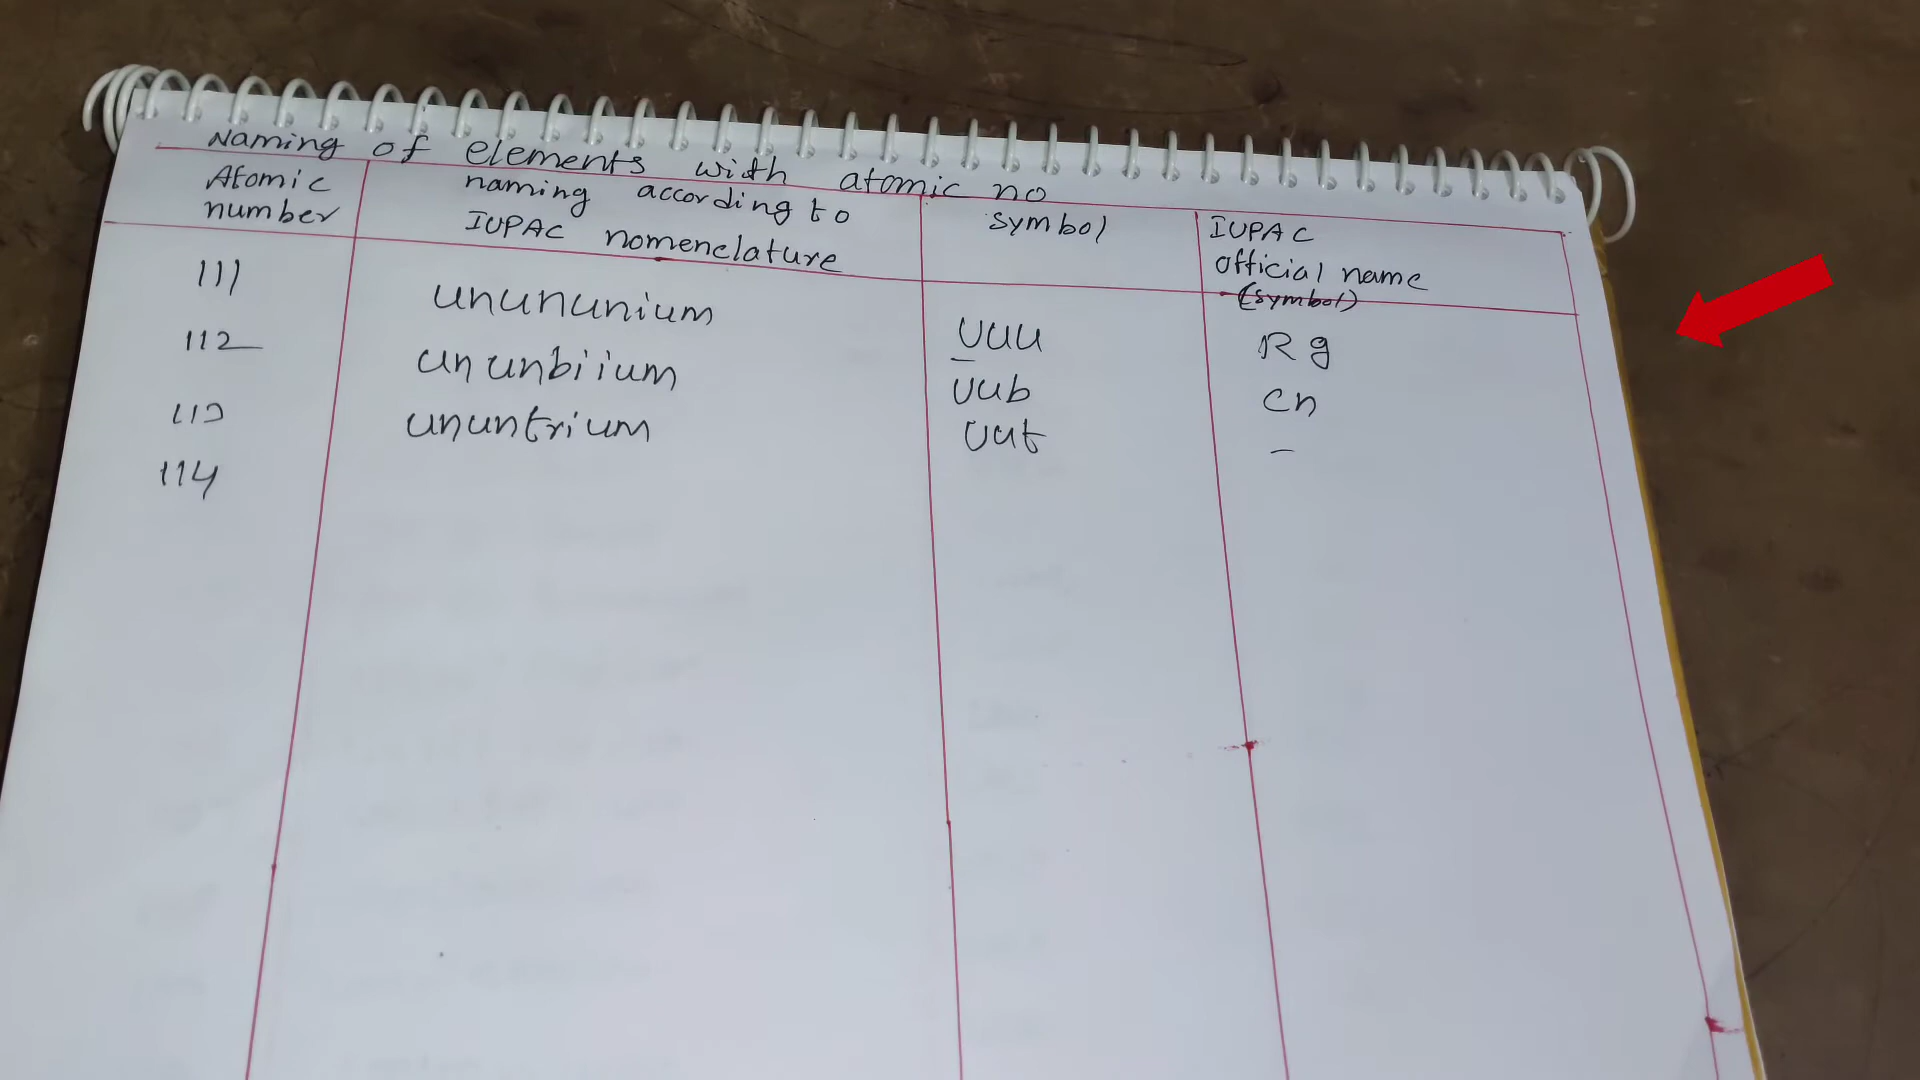 Naming of elements with atomic no
Atomic number
naming according to IUPAC nomenclature
symbol
IUPAC official name (symbol)
111 unununium Uuu Rg
112 ununbiium Uub Cn
113 ununtrium Uut –
114